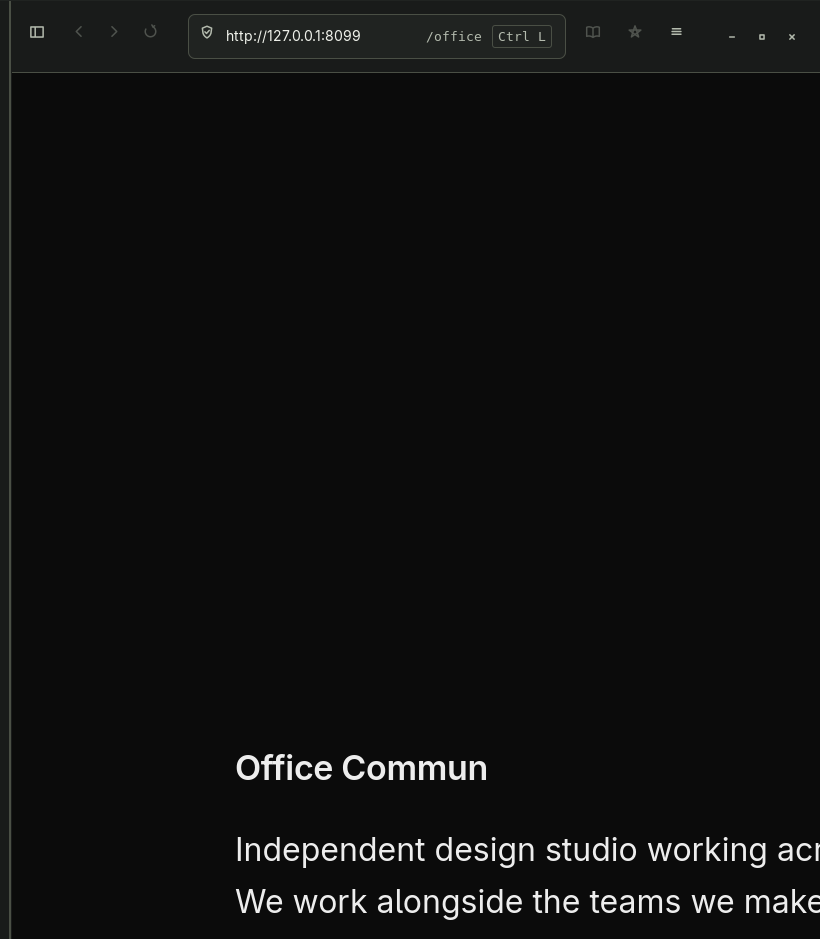 http://127.0.0.1:8099 /office Ctrl L
Office Commun
Independent design studio working acr
We work alongside the teams we make